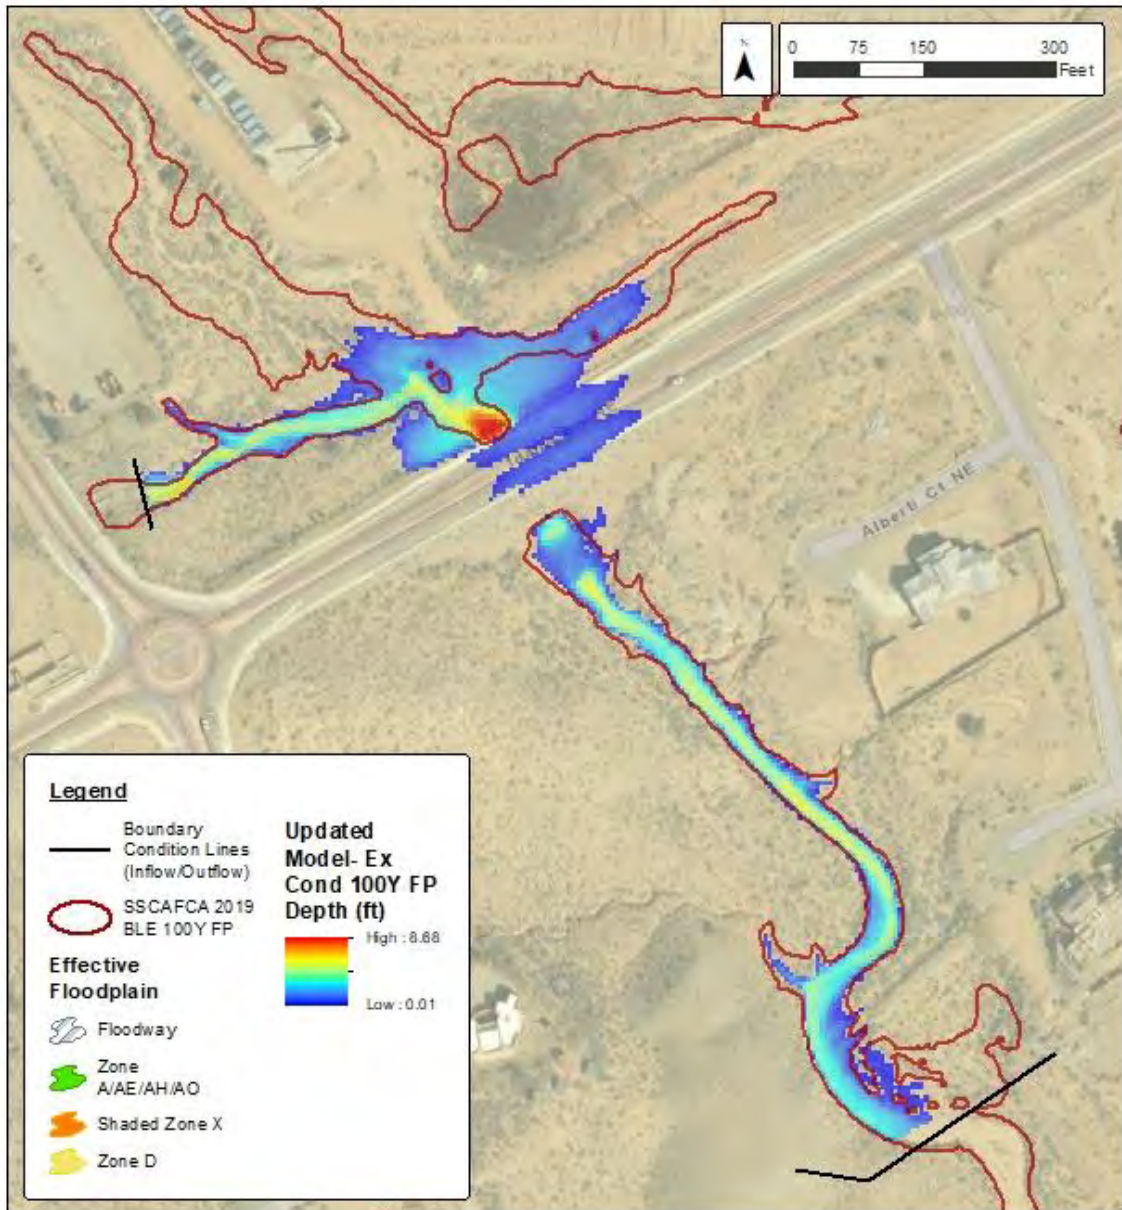 N
0 75 150 300
Feet
Alberti Ct NE
Legend
Boundary
Condition Lines
(Inflow/Outflow)
SSCAFCA 2019
BLE 100Y FP
Effective
Floodplain
Floodway
Zone
A/AE/AH/AO
Shaded Zone X
Zone D
Updated
Model- Ex
Cond 100Y FP
Depth (ft)
High : 8.68
Low : 0.01